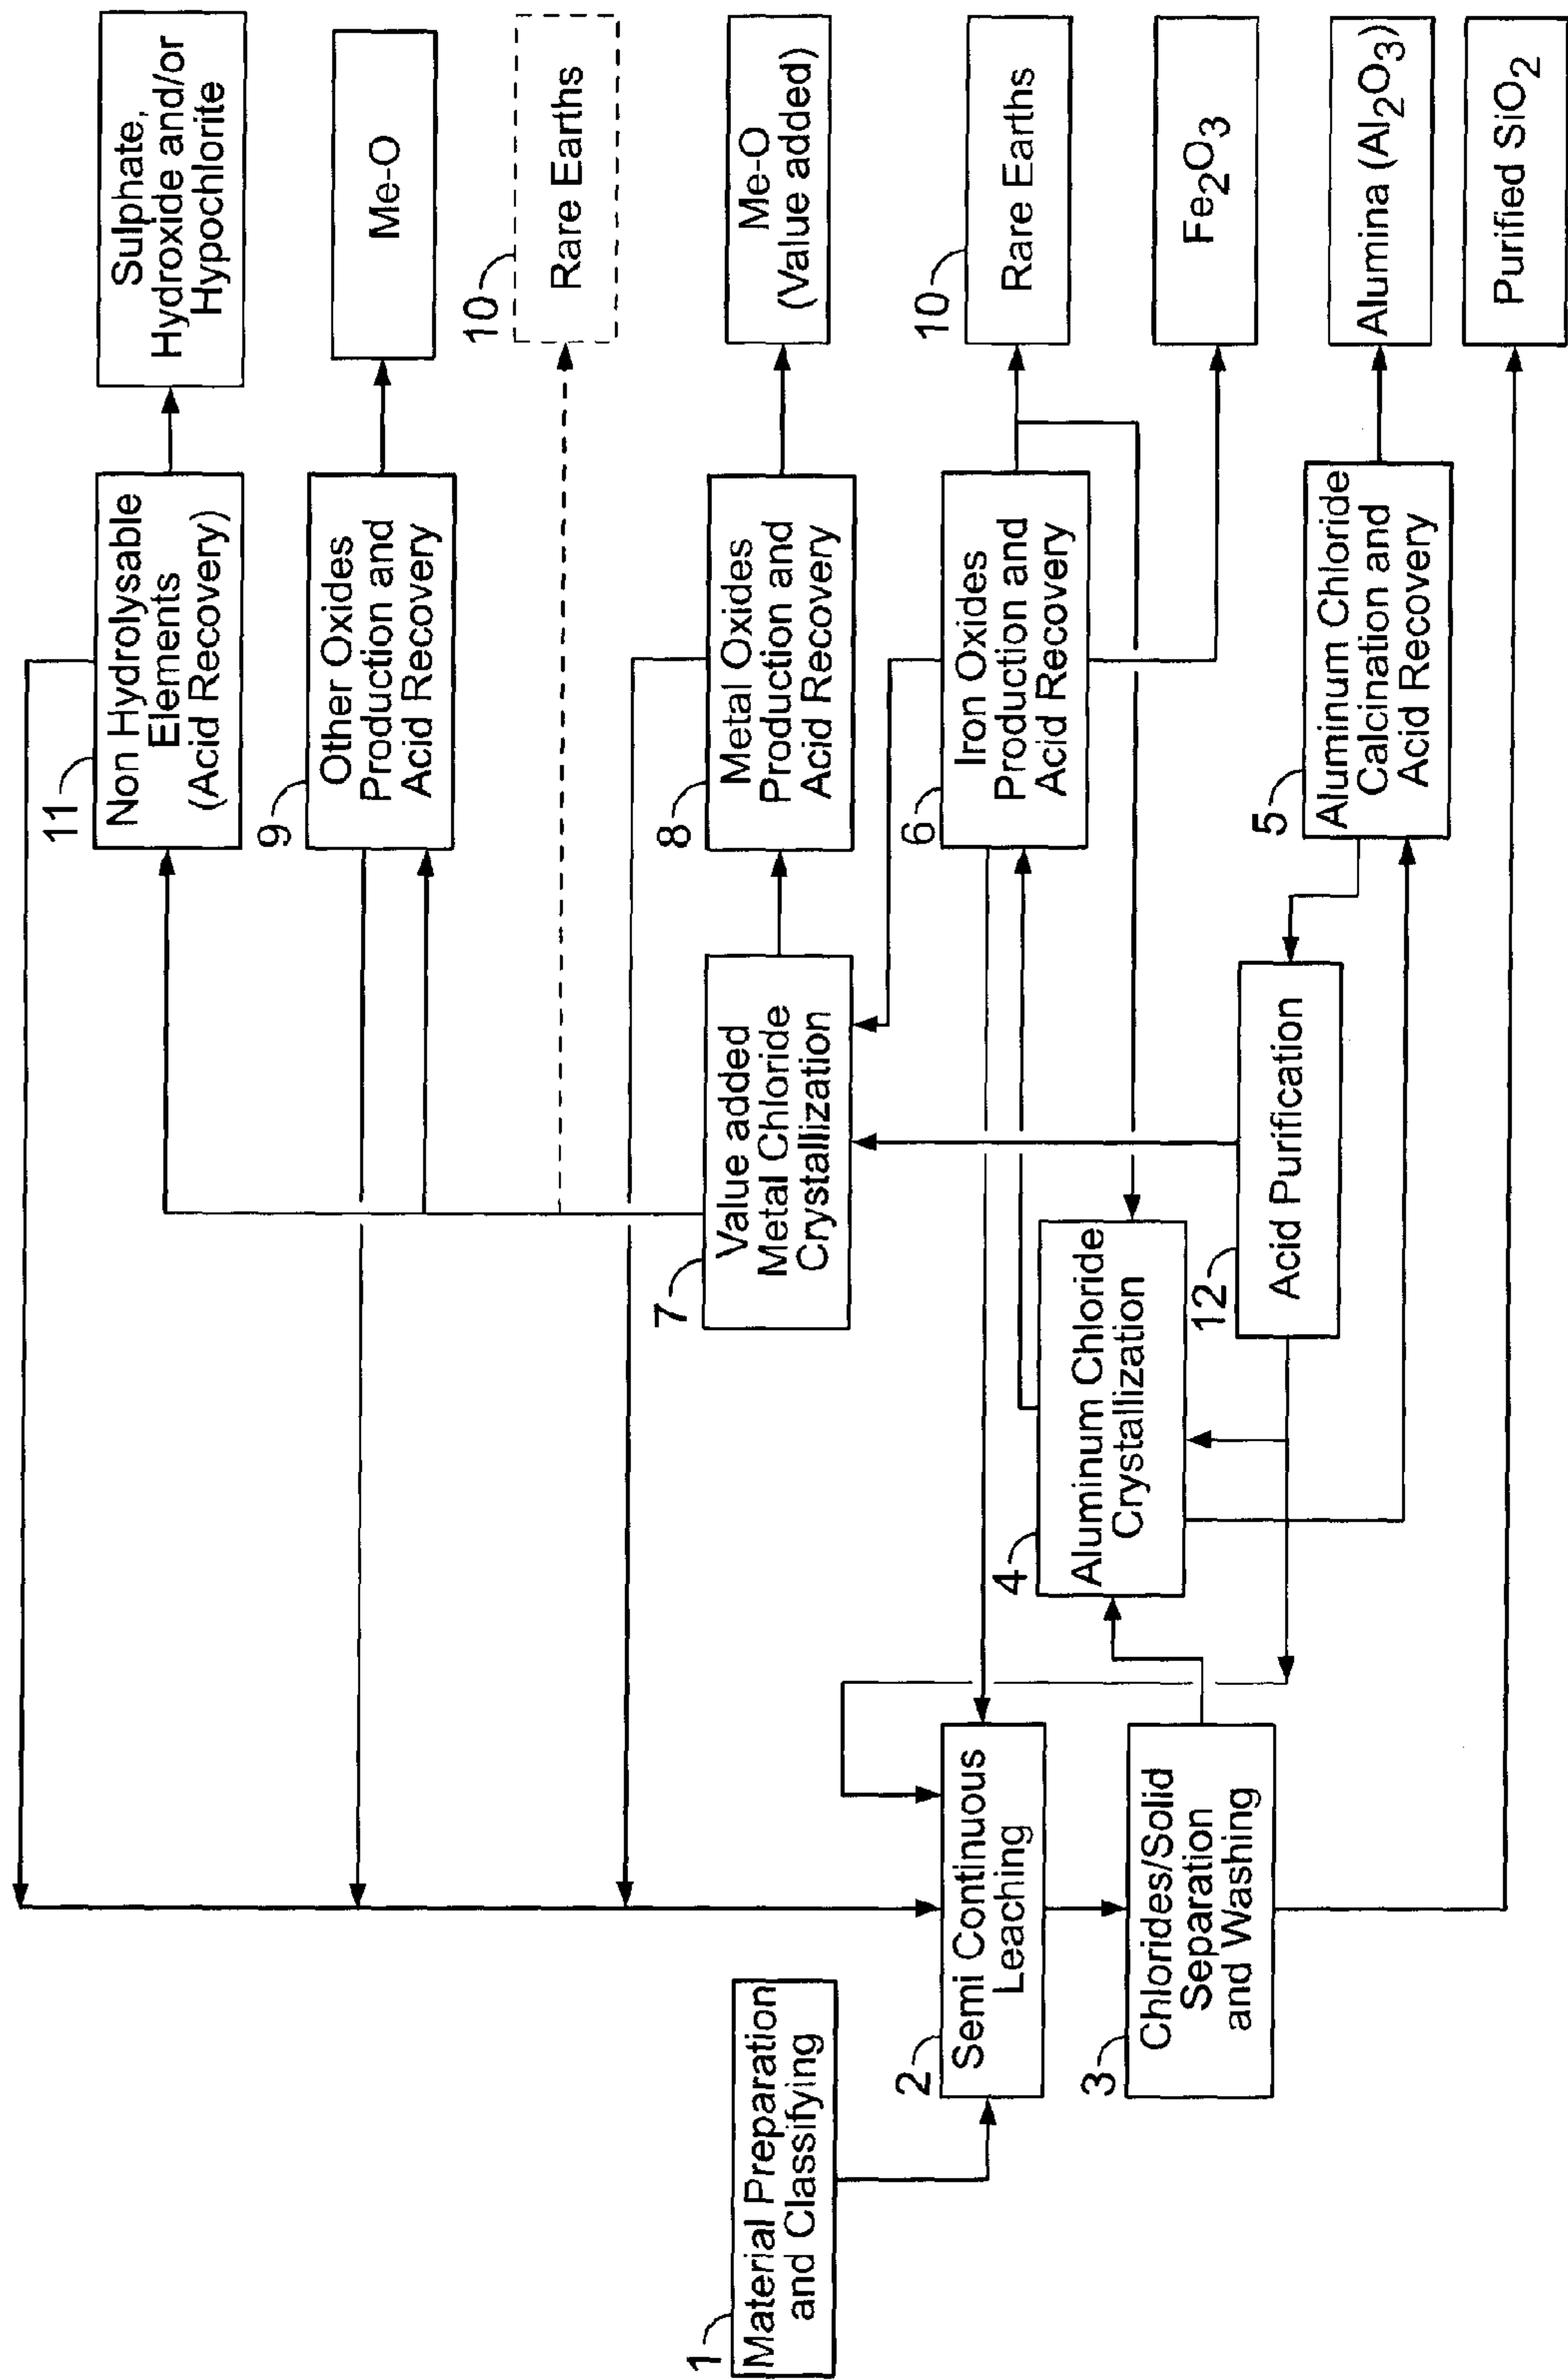 1
Material Preparation
and Classifying
2
Semi Continuous
Leaching
3
Chlorides/Solid
Separation
and Washing
4
Aluminum Chloride
Crystallization
12
Acid Purification
7
Value added
Metal Chloride
Crystallization
11
Non Hydrolysable
Elements
(Acid Recovery)
9
Other Oxides
Production and
Acid Recovery
8
Metal Oxides
Production and
Acid Recovery
6
Iron Oxides
Production and
Acid Recovery
5
Aluminum Chloride
Calcination and
Acid Recovery
Sulphate,
Hydroxide and/or
Hypochlorite
Me-O
10
Rare Earths
Me-O
(Value added)
10
Rare Earths
Fe₂O₃
Alumina (Al₂O₃)
Purified SiO₂